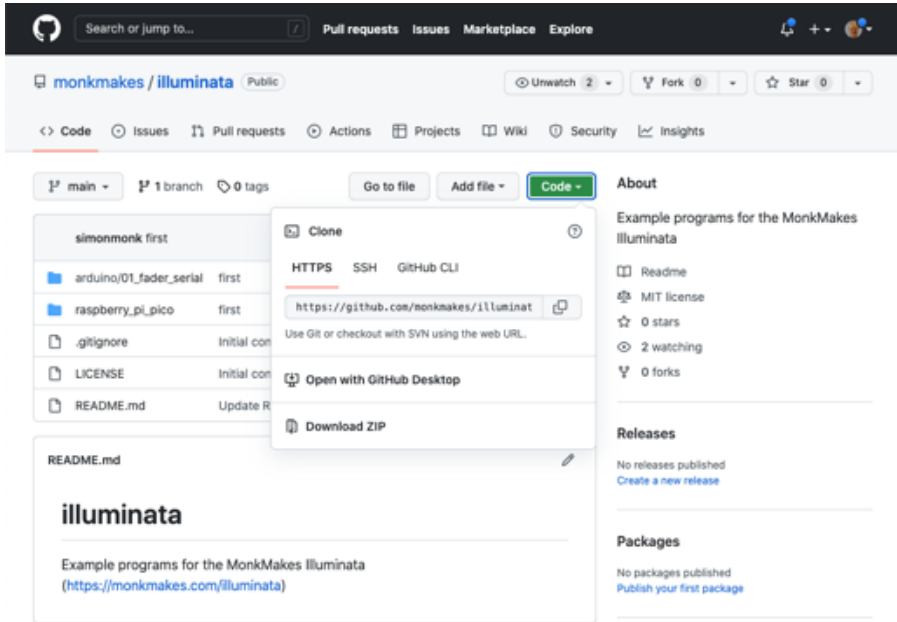 Search or jump to... /
Pull requests Issues Marketplace Explore
monkmakes / illuminata Public
Unwatch 2 Fork 0 Star 0
<> Code Issues Pull requests Actions Projects Wiki Security Insights
main 1 branch 0 tags
Go to file Add file Code
simonmonk first
arduino/01_fader_serial first
raspberry_pi_pico first
.gitignore Initial con
LICENSE Initial con
README.md Update R
Clone
HTTPS SSH GitHub CLI
https://github.com/monkmakes/illuminat
Use Git or checkout with SVN using the web URL.
Open with GitHub Desktop
Download ZIP
README.md
illuminata
Example programs for the MonkMakes Illuminata
(https://monkmakes.com/illuminata)
About
Example programs for the MonkMakes
Illuminata
Readme
MIT license
0 stars
2 watching
0 forks
Releases
No releases published
Create a new release
Packages
No packages published
Publish your first package